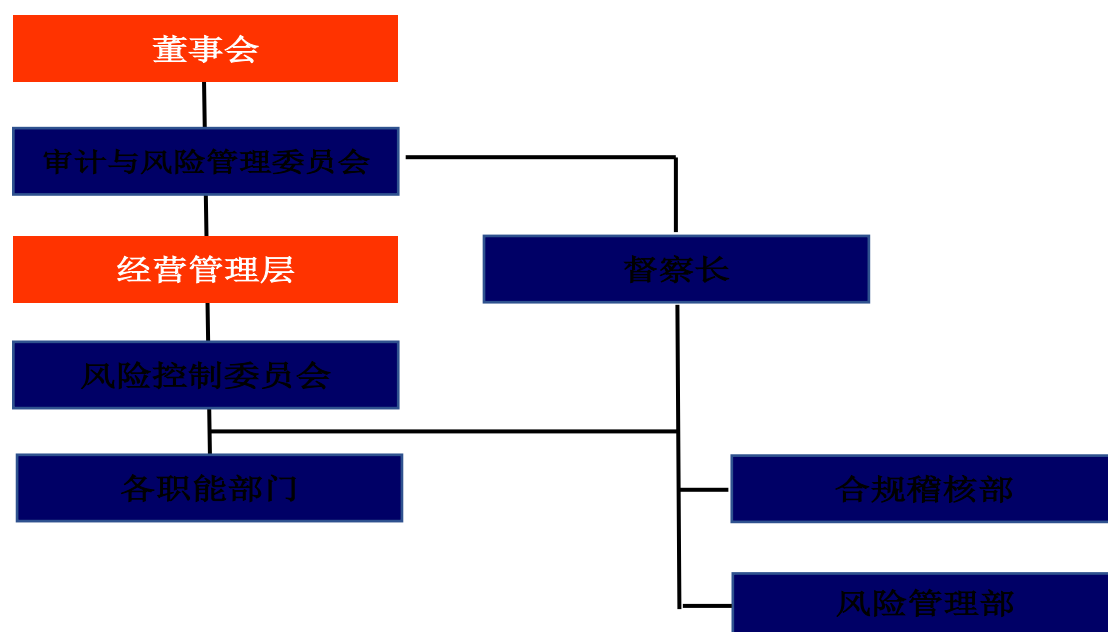 董事会
审计与风险管理委员会
经营管理层
督察长
风险控制委员会
各职能部门
合规稽核部
风险管理部